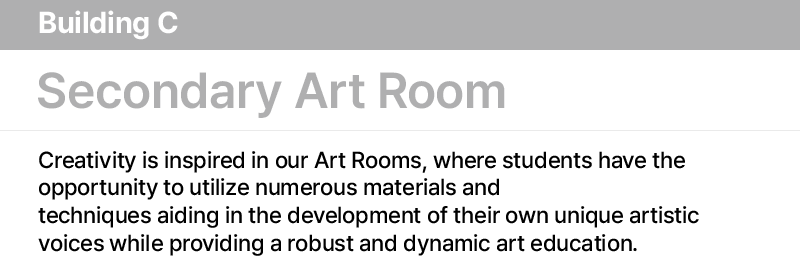 Building C
Secondary Art Room
Creativity is inspired in our Art Rooms, where students have the
opportunity to utilize numerous materials and
techniques aiding in the development of their own unique artistic
voices while providing a robust and dynamic art education.